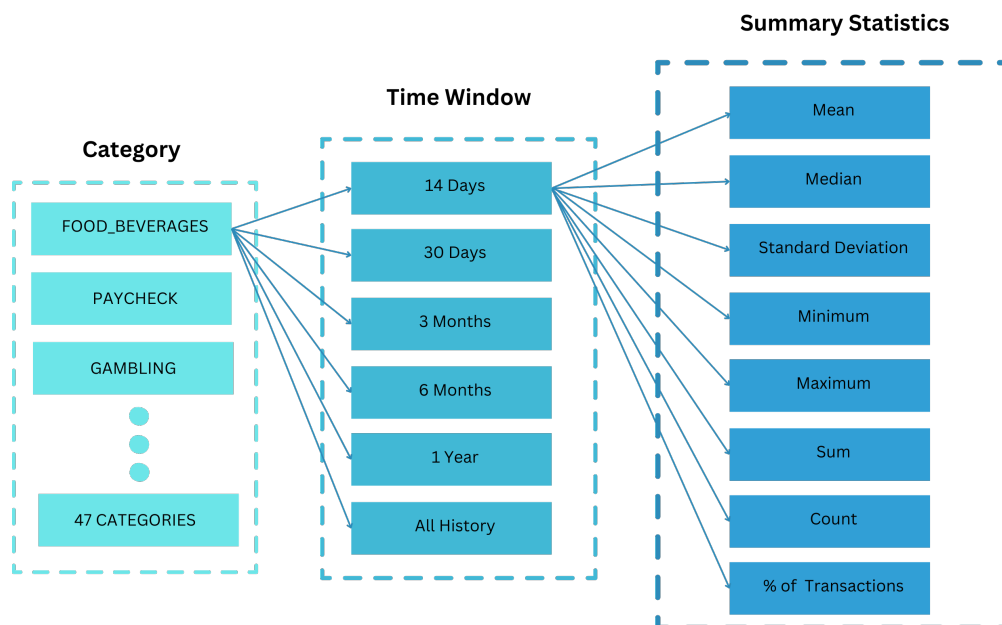 Category
FOOD_BEVERAGES
PAYCHECK
GAMBLING
47 CATEGORIES
Time Window
14 Days
30 Days
3 Months
6 Months
1 Year
All History
Summary Statistics
Mean
Median
Standard Deviation
Minimum
Maximum
Sum
Count
% of Transactions